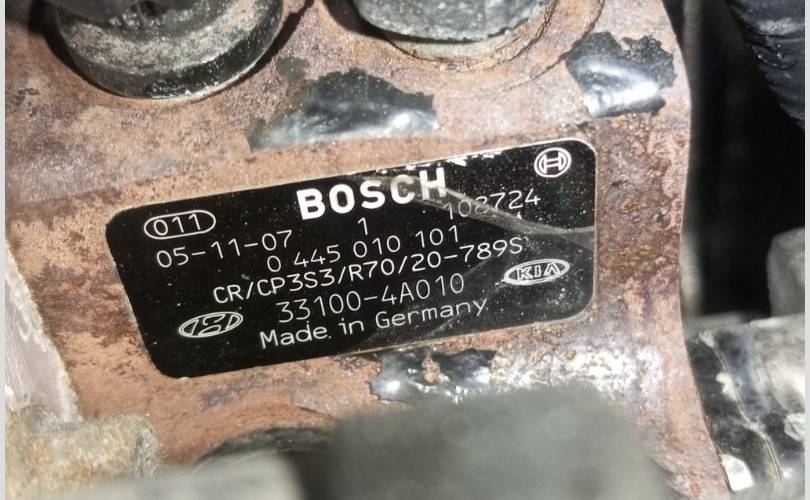 BOSCH
011
05-11-07 1 108724
0 445 010 101
CR/CP3S3/R70/20-789S
33100-4A010
KIA
Made in Germany